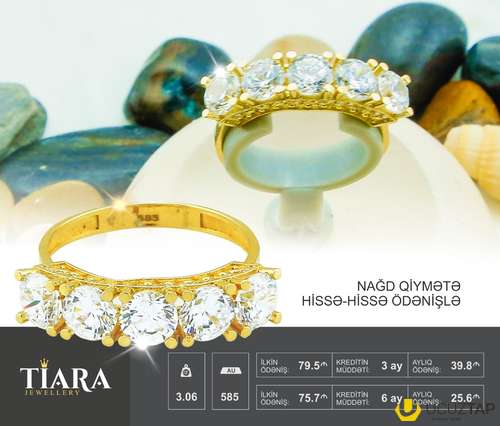 585
NAĞD QİYMƏTƏ
HİSSƏ-HİSSƏ ÖDƏNİŞLƏ
TIARA
JEWELLERY
3.06
AU
585
İLKİN ÖDƏNİŞ: 79.5₼ KREDİTİN MÜDDƏTİ: 3 ay AYLIQ ÖDƏNİŞ: 39.8₼
İLKİN ÖDƏNİŞ: 75.7₼ KREDİTİN MÜDDƏTİ: 6 ay AYLIQ ÖDƏNİŞ: 25.6₼
UCUZTAP